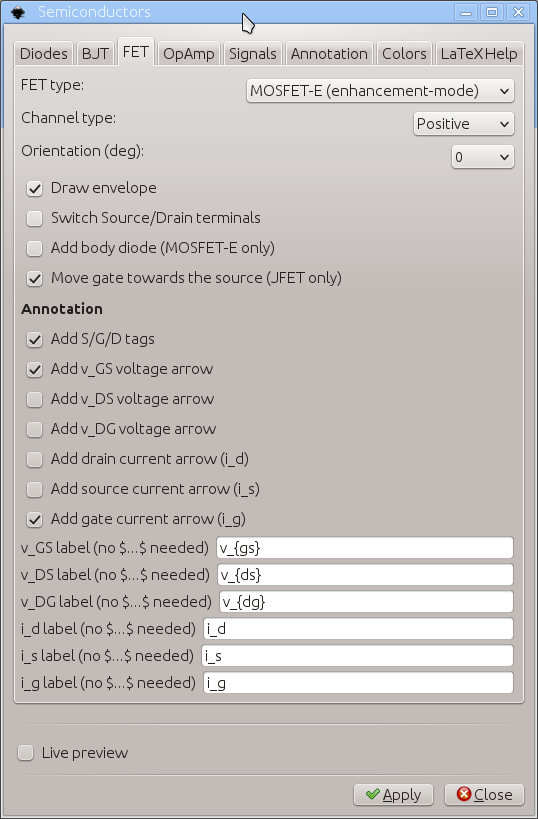 Semiconductors
Diodes BJT FET OpAmp Signals Annotation Colors LaTeX Help
FET type: MOSFET-E (enhancement-mode)
Channel type: Positive
Orientation (deg): 0
Draw envelope
Switch Source/Drain terminals
Add body diode (MOSFET-E only)
Move gate towards the source (JFET only)
Annotation
Add S/G/D tags
Add v_GS voltage arrow
Add v_DS voltage arrow
Add v_DG voltage arrow
Add drain current arrow (i_d)
Add source current arrow (i_s)
Add gate current arrow (i_g)
v_GS label (no $...$ needed) v_{gs}
v_DS label (no $...$ needed) v_{ds}
v_DG label (no $...$ needed) v_{dg}
i_d label (no $...$ needed) i_d
i_s label (no $...$ needed) i_s
i_g label (no $...$ needed) i_g
Live preview
Apply Close